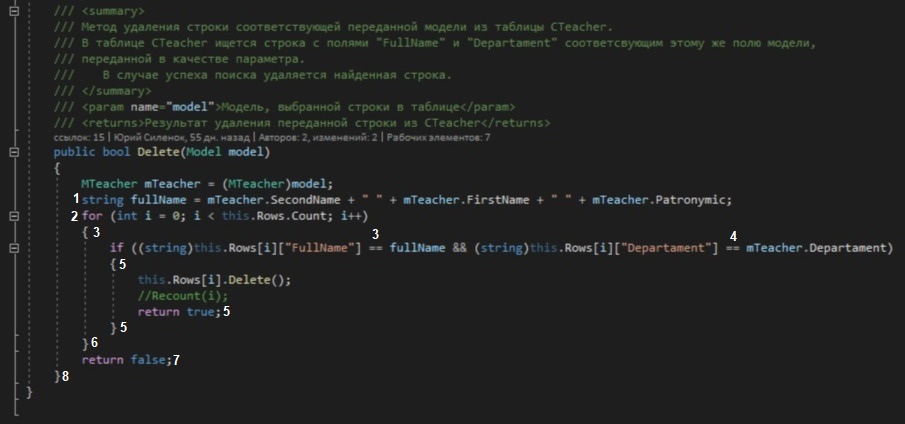 /// <summary>
/// Метод удаления строки соответствующей переданной модели из таблицы CTeacher.
/// В таблице CTeacher ищется строка с полями "FullName" и "Departament" соответсвующим этому же полю модели,
/// переданной в качестве параметра.
///    В случае успеха поиска удаляется найденная строка.
/// </summary>
/// <param name="model">Модель, выбранной строки в таблице</param>
/// <returns>Результат удаления переданной строки из CTeacher</returns>
ссылок: 15 | Юрий Силенок, 55 дн. назад | Авторов: 2, изменений: 2 | Рабочих элементов: 7
public bool Delete(Model model)
{
MTeacher mTeacher = (MTeacher)model;
1 string fullName = mTeacher.SecondName + " " + mTeacher.FirstName + " " + mTeacher.Patronymic;
2 for (int i = 0; i < this.Rows.Count; i++)
{ 3
3 4
if ((string)this.Rows[i]["FullName"] == fullName && (string)this.Rows[i]["Departament"] == mTeacher.Departament)
{ 5
this.Rows[i].Delete();
//Recount(i);
return true; 5
} 5
} 6
return false; 7
} 8
}